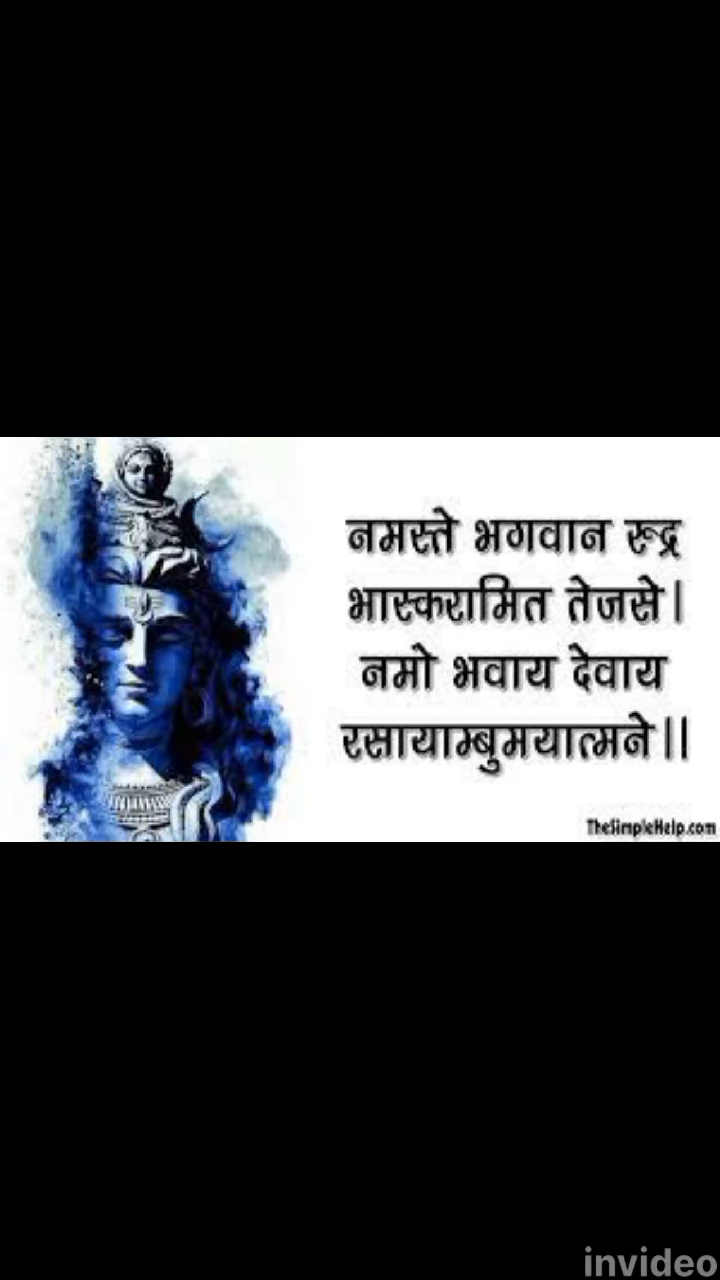 नमस्ते भगवान रूद्र
भास्करामित तेजसे।
नमो भवाय देवाय
रसायाम्बुमयात्मने।।
TheSimpleHelp.com
invideo